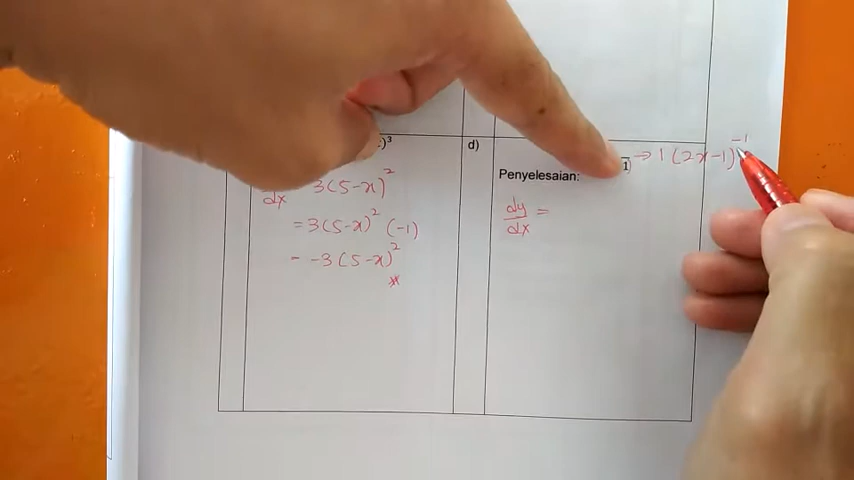 )³
dx 3(5-x)²
= 3(5-x)² (-1)
= -3(5-x)²
d)
1) → 1(2x-1)⁻¹
Penyelesaian:
dy/dx =